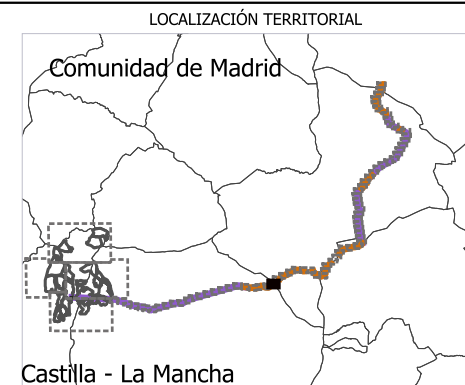 LOCALIZACIÓN TERRITORIAL
Comunidad de Madrid
Castilla - La Mancha